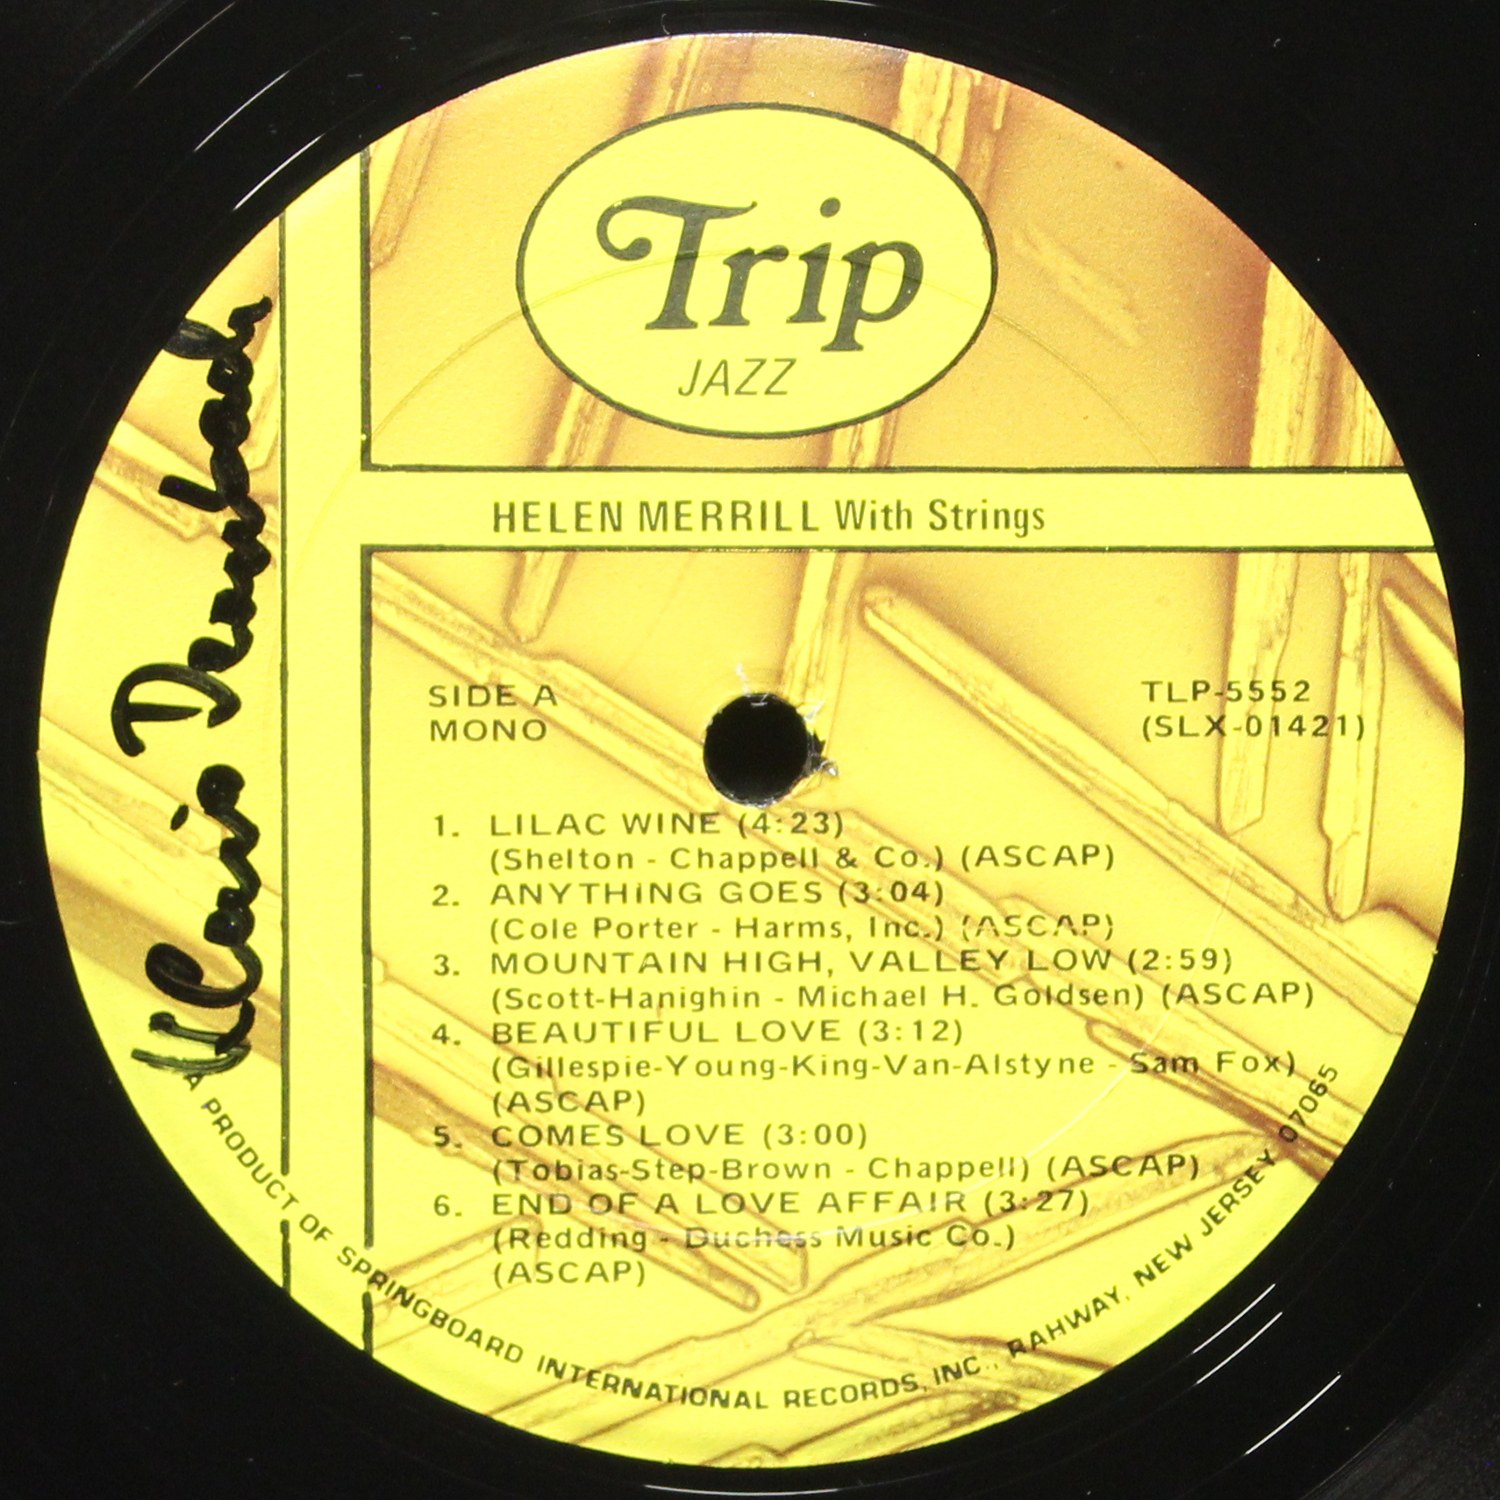 Trip
JAZZ
HELEN MERRILL With Strings
SIDE A
MONO
TLP-5552
(SLX-01421)
1. LILAC WINE (4:23)
(Shelton - Chappell & Co.) (ASCAP)
2. ANYTHING GOES (3:04)
(Cole Porter - Harms, Inc.) (ASCAP)
3. MOUNTAIN HIGH, VALLEY LOW (2:59)
(Scott-Hanighin - Michael H. Goldsen) (ASCAP)
4. BEAUTIFUL LOVE (3:12)
(Gillespie-Young-King-Van-Alstyne - Sam Fox)
(ASCAP)
5. COMES LOVE (3:00)
(Tobias-Step-Brown - Chappell) (ASCAP)
6. END OF A LOVE AFFAIR (3:27)
(Redding - Duchess Music Co.)
(ASCAP)
A PRODUCT OF SPRINGBOARD INTERNATIONAL RECORDS, INC., RAHWAY, NEW JERSEY 07065